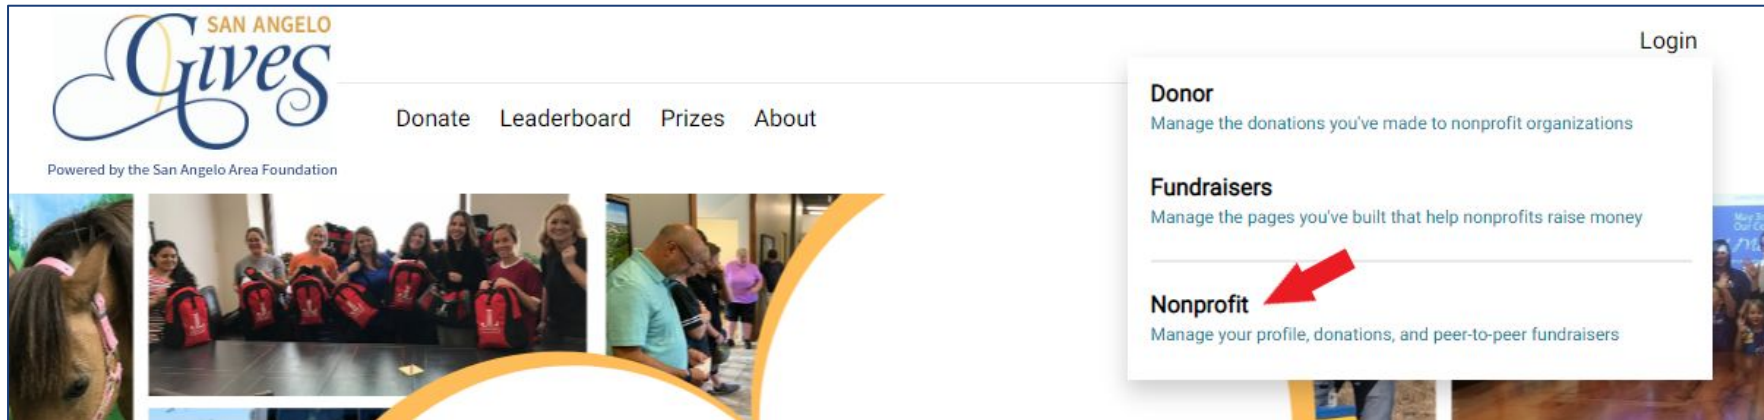 SAN ANGELO
Gives
Powered by the San Angelo Area Foundation
Login
Donate Leaderboard Prizes About
Donor
Manage the donations you've made to nonprofit organizations
Fundraisers
Manage the pages you've built that help nonprofits raise money
Nonprofit
Manage your profile, donations, and peer-to-peer fundraisers